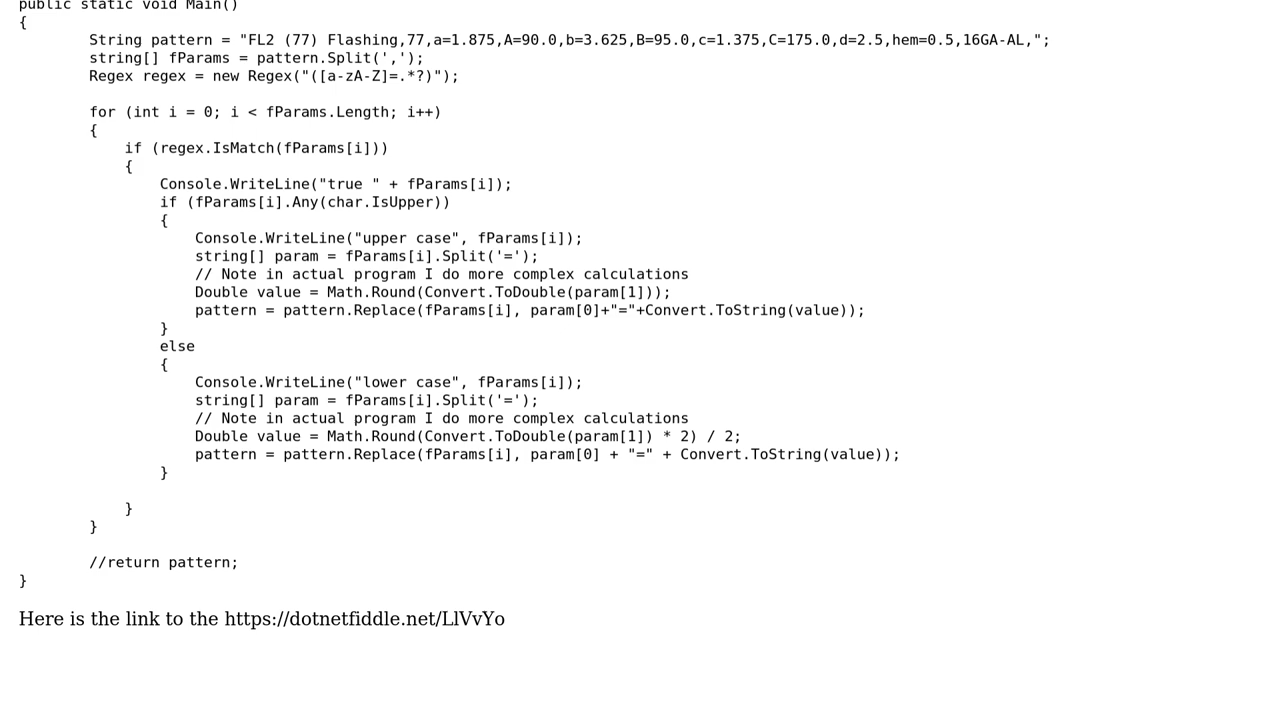 public static void Main()
{
        String pattern = "FL2 (77) Flashing,77,a=1.875,A=90.0,b=3.625,B=95.0,c=1.375,C=175.0,d=2.5,hem=0.5,16GA-AL,";
        string[] fParams = pattern.Split(',');
        Regex regex = new Regex("([a-zA-Z]=.*?)");

        for (int i = 0; i < fParams.Length; i++)
        {
            if (regex.IsMatch(fParams[i]))
            {
                Console.WriteLine("true " + fParams[i]);
                if (fParams[i].Any(char.IsUpper))
                {
                    Console.WriteLine("upper case", fParams[i]);
                    string[] param = fParams[i].Split('=');
                    // Note in actual program I do more complex calculations
                    Double value = Math.Round(Convert.ToDouble(param[1]));
                    pattern = pattern.Replace(fParams[i], param[0]+"="+Convert.ToString(value));
                }
                else
                {
                    Console.WriteLine("lower case", fParams[i]);
                    string[] param = fParams[i].Split('=');
                    // Note in actual program I do more complex calculations
                    Double value = Math.Round(Convert.ToDouble(param[1]) * 2) / 2;
                    pattern = pattern.Replace(fParams[i], param[0] + "=" + Convert.ToString(value));
                }

            }
        }

        //return pattern;
}
Here is the link to the https://dotnetfiddle.net/LlVvYo